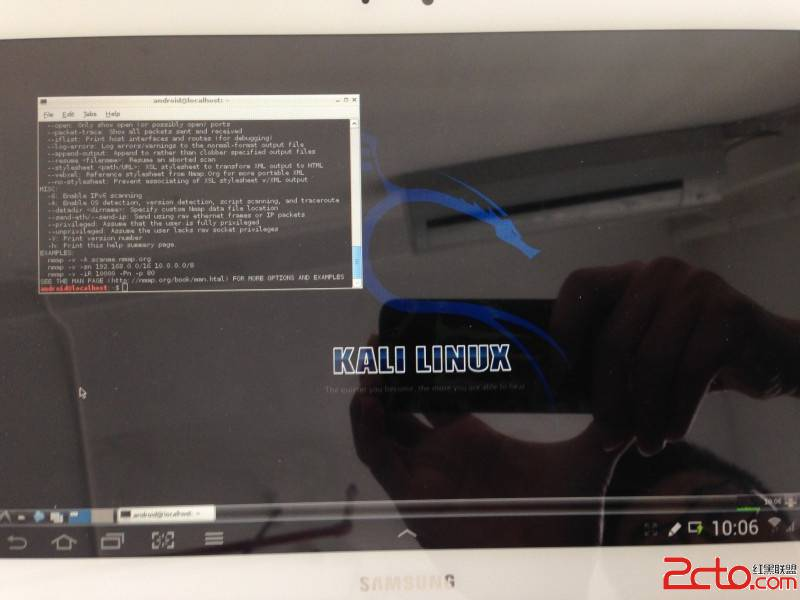 android@localhost: ~
File Edit Tabs Help
--open: Only show open (or possibly open) ports
--packet-trace: Show all packets sent and received
--iflist: Print host interfaces and routes (for debugging)
--log-errors: Log errors/warnings to the normal-format output file
--append-output: Append to rather than clobber specified output files
--resume <filename>: Resume an aborted scan
--stylesheet <path/URL>: XSL stylesheet to transform XML output to HTML
--webxml: Reference stylesheet from Nmap.Org for more portable XML
--no-stylesheet: Prevent associating of XSL stylesheet w/XML output
MISC:
-6: Enable IPv6 scanning
-A: Enable OS detection, version detection, script scanning, and traceroute
--datadir <dirname>: Specify custom Nmap data file location
--send-eth/--send-ip: Send using raw ethernet frames or IP packets
--privileged: Assume that the user is fully privileged
--unprivileged: Assume the user lacks raw socket privileges
-V: Print version number
-h: Print this help summary page.
EXAMPLES:
nmap -v -A scanme.nmap.org
nmap -v -sn 192.168.0.0/16 10.0.0.0/8
nmap -v -iR 10000 -Pn -p 80
SEE THE MAN PAGE (http://nmap.org/book/man.html) FOR MORE OPTIONS AND EXAMPLES
android@localhost:~$
KALI LINUX
The quieter you become, the more you are able to hear
android@localhost: ~
10:06
10:06
SAMSUNG
2cto.com
红黑联盟